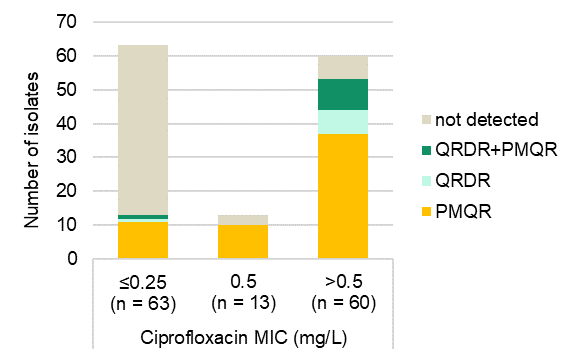 Number of isolates
70
60
50
40
30
20
10
0
≤0.25
(n = 63)
0.5
(n = 13)
>0.5
(n = 60)
Ciprofloxacin MIC (mg/L)
not detected
QRDR+PMQR
QRDR
PMQR